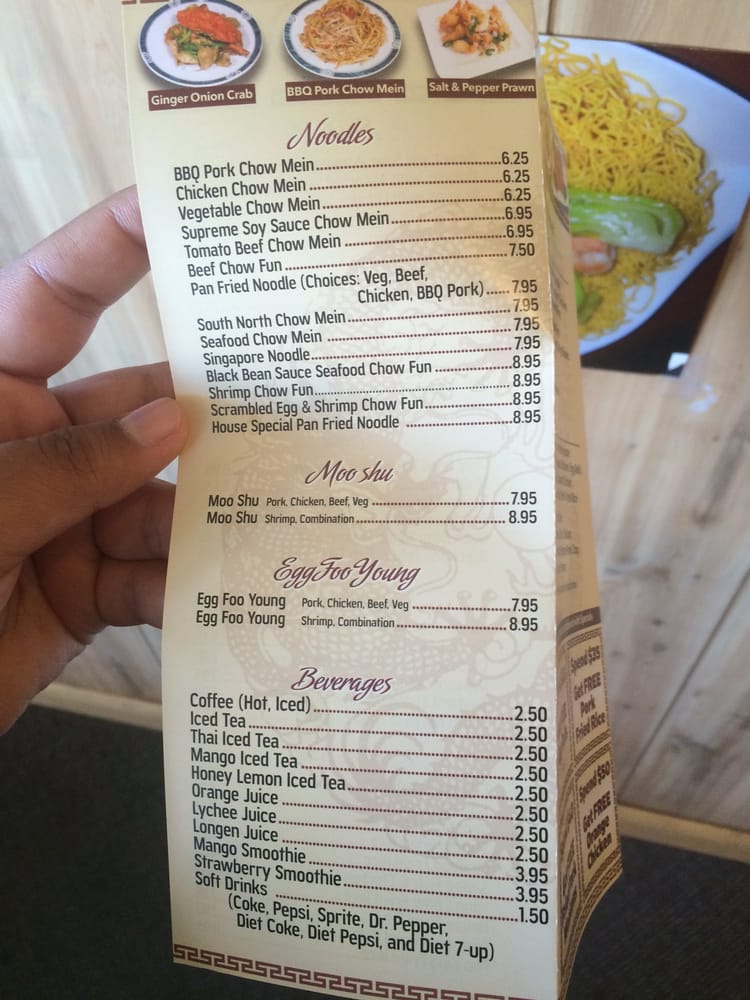 Ginger Onion Crab
BBQ Pork Chow Mein
Salt & Pepper Prawn
Noodles
BBQ Pork Chow Mein 6.25
Chicken Chow Mein 6.25
Vegetable Chow Mein 6.25
Supreme Soy Sauce Chow Mein 6.95
Tomato Beef Chow Mein 6.95
Beef Chow Fun 7.50
Pan Fried Noodle (Choices: Veg, Beef,
Chicken, BBQ Pork) 7.95
South North Chow Mein 7.95
Seafood Chow Mein 7.95
Singapore Noodle 7.95
Black Bean Sauce Seafood Chow Fun 8.95
Shrimp Chow Fun 8.95
Scrambled Egg & Shrimp Chow Fun 8.95
House Special Pan Fried Noodle 8.95
Moo shu
Moo Shu Pork, Chicken, Beef, Veg 7.95
Moo Shu Shrimp, Combination 8.95
Egg Foo Young
Egg Foo Young Pork, Chicken, Beef, Veg 7.95
Egg Foo Young Shrimp, Combination 8.95
Beverages
Coffee (Hot, Iced) 2.50
Iced Tea 2.50
Thai Iced Tea 2.50
Mango Iced Tea 2.50
Honey Lemon Iced Tea 2.50
Orange Juice 2.50
Lychee Juice 2.50
Longen Juice 2.50
Mango Smoothie 3.95
Strawberry Smoothie 3.95
Soft Drinks 1.50
(Coke, Pepsi, Sprite, Dr. Pepper,
Diet Coke, Diet Pepsi, and Diet 7-up)
Spend $35
Get FREE
Pork
Fried Rice
Spend $50
Get FREE
Orange
Chicken